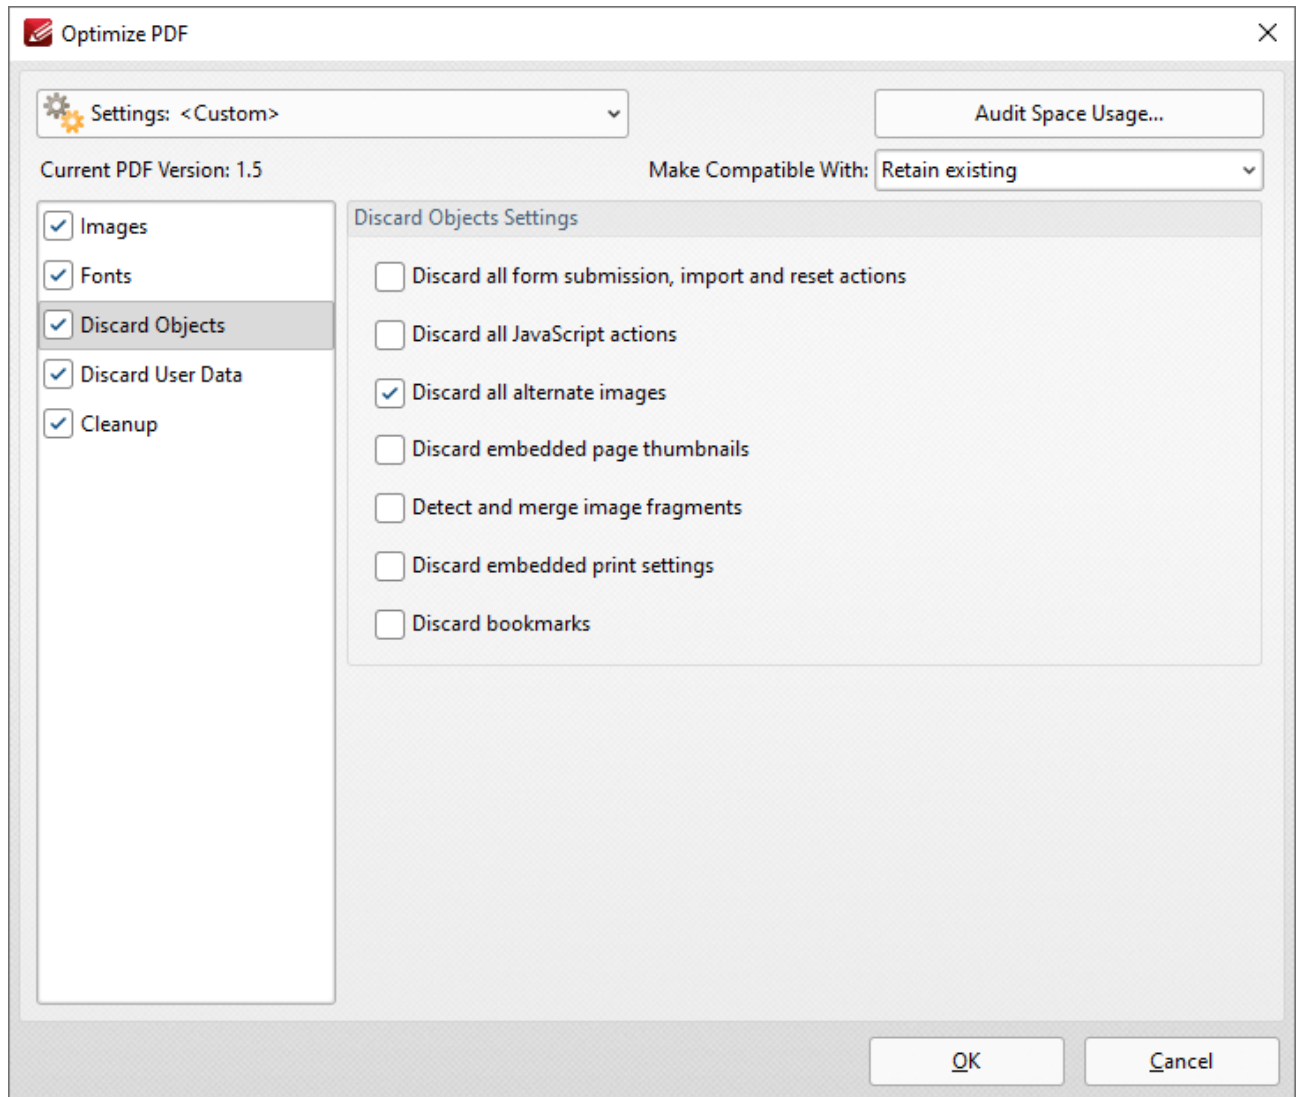 Optimize PDF
Settings: <Custom>
Audit Space Usage...
Current PDF Version: 1.5
Make Compatible With: Retain existing
Images
Fonts
Discard Objects
Discard User Data
Cleanup
Discard Objects Settings
Discard all form submission, import and reset actions
Discard all JavaScript actions
Discard all alternate images
Discard embedded page thumbnails
Detect and merge image fragments
Discard embedded print settings
Discard bookmarks
OK
Cancel